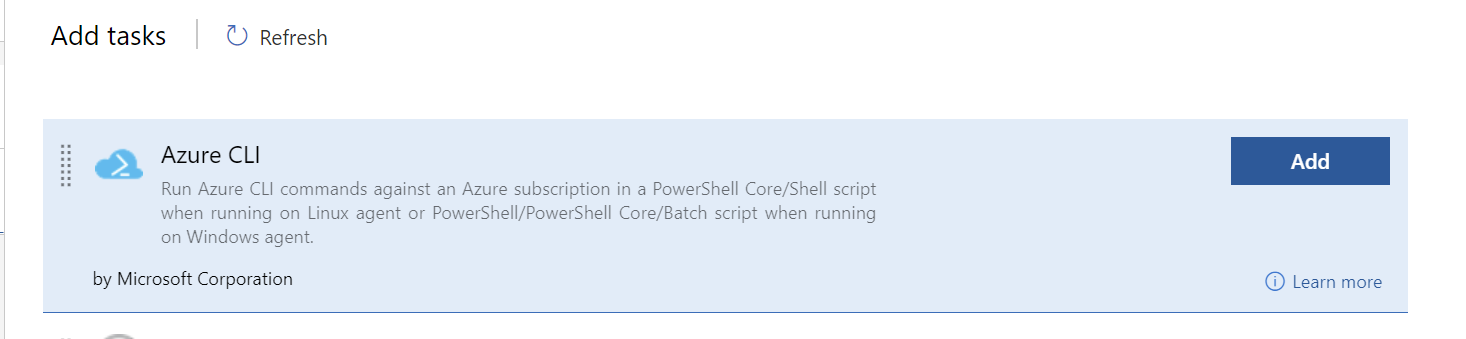 Add tasks
Refresh
Azure CLI
Add
Run Azure CLI commands against an Azure subscription in a PowerShell Core/Shell script
when running on Linux agent or PowerShell/PowerShell Core/Batch script when running
on Windows agent.
by Microsoft Corporation
Learn more